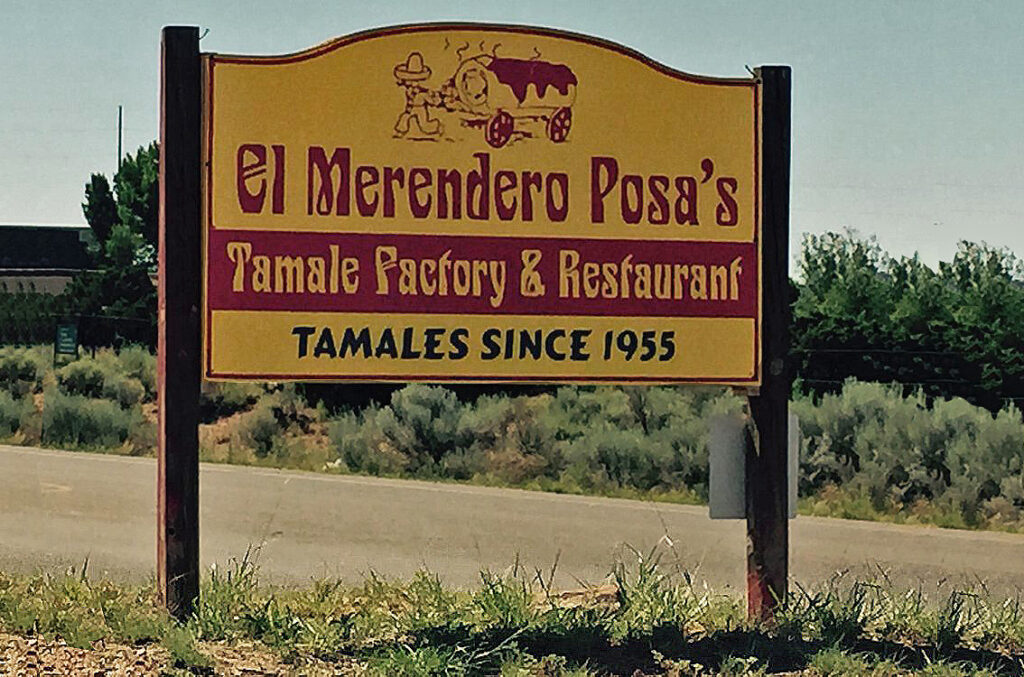 El Merendero Posa's
Tamale Factory & Restaurant
TAMALES SINCE 1955